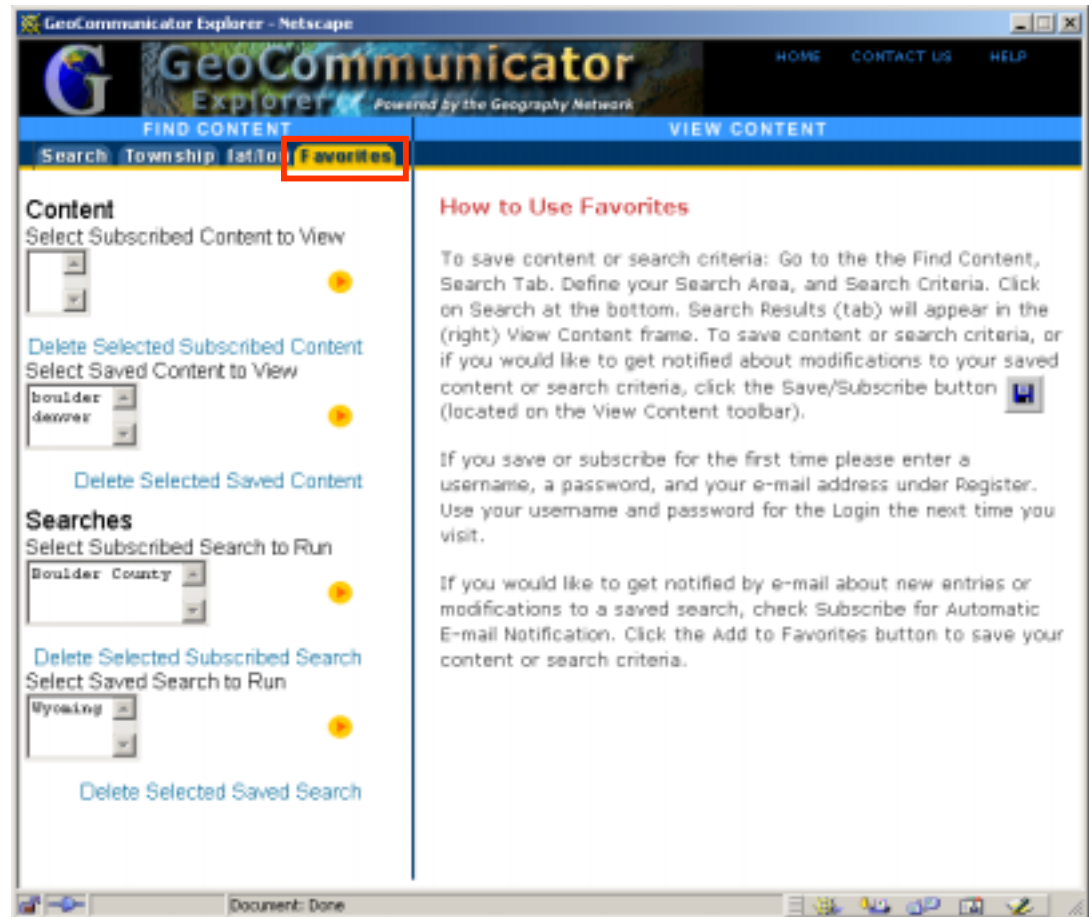 GeoCommunicator Explorer - Netscape
G
GeoCommunicator
Explorer
Powered by the Geography Network
HOME CONTACT US HELP
FIND CONTENT
VIEW CONTENT
Search Township lat/lon Favorites
Content
Select Subscribed Content to View
Delete Selected Subscribed Content
Select Saved Content to View
boulder
denver
Delete Selected Saved Content
Searches
Select Subscribed Search to Run
Boulder County
Delete Selected Subscribed Search
Select Saved Search to Run
Wyoming
Delete Selected Saved Search
How to Use Favorites
To save content or search criteria: Go to the the Find Content,
Search Tab. Define your Search Area, and Search Criteria. Click
on Search at the bottom. Search Results (tab) will appear in the
(right) View Content frame. To save content or search criteria, or
if you would like to get notified about modifications to your saved
content or search criteria, click the Save/Subscribe button
(located on the View Content toolbar).
If you save or subscribe for the first time please enter a
username, a password, and your e-mail address under Register.
Use your username and password for the Login the next time you
visit.
If you would like to get notified by e-mail about new entries or
modifications to a saved search, check Subscribe for Automatic
E-mail Notification. Click the Add to Favorites button to save your
content or search criteria.
Document: Done